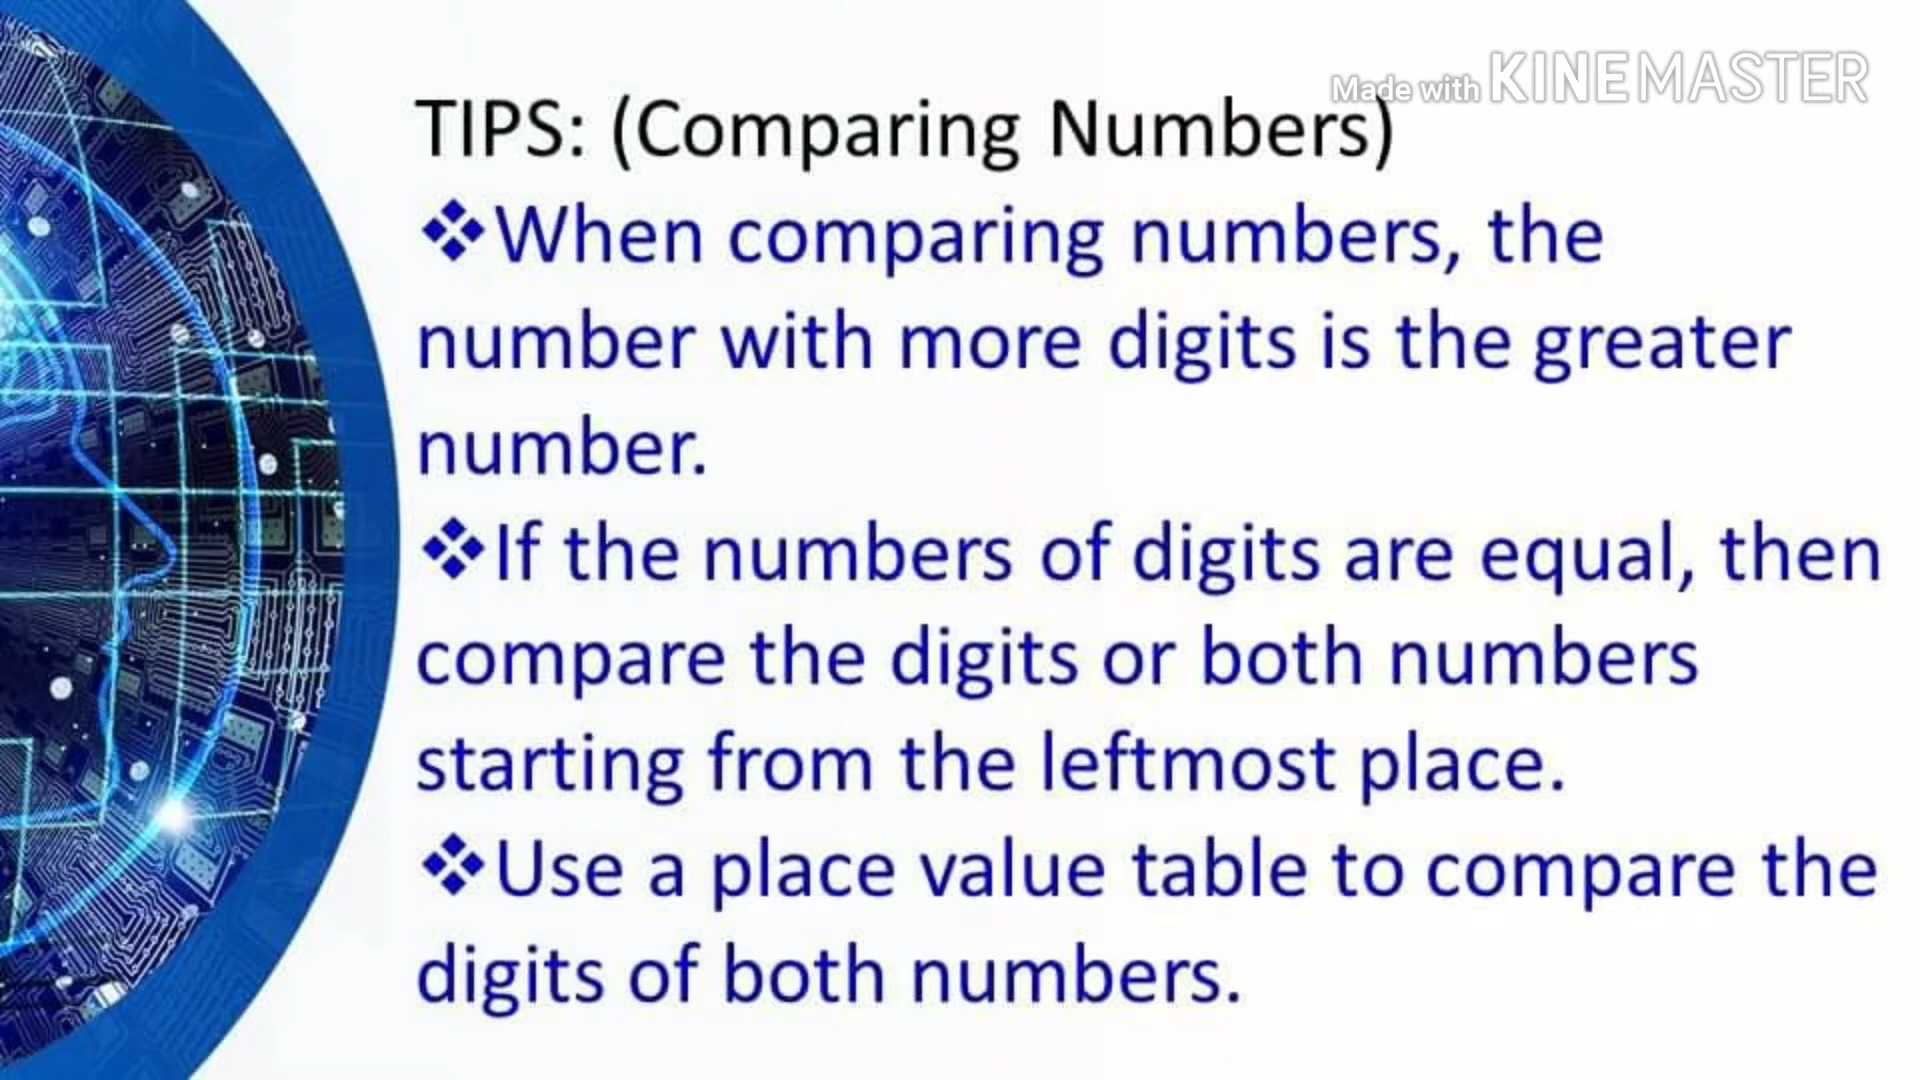 Made with KINEMASTER
TIPS: (Comparing Numbers)
❖When comparing numbers, the
number with more digits is the greater
number.
❖If the numbers of digits are equal, then
compare the digits or both numbers
starting from the leftmost place.
❖Use a place value table to compare the
digits of both numbers.